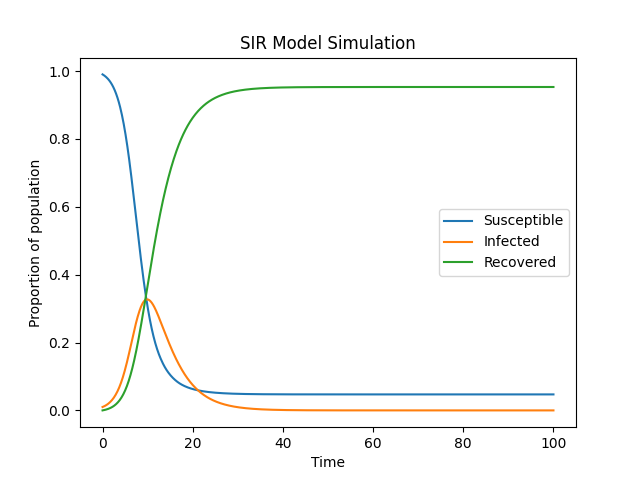 SIR Model Simulation
1.0
0.8
0.6
0.4
0.2
0.0
Proportion of population
Susceptible
Infected
Recovered
0 20 40 60 80 100
Time